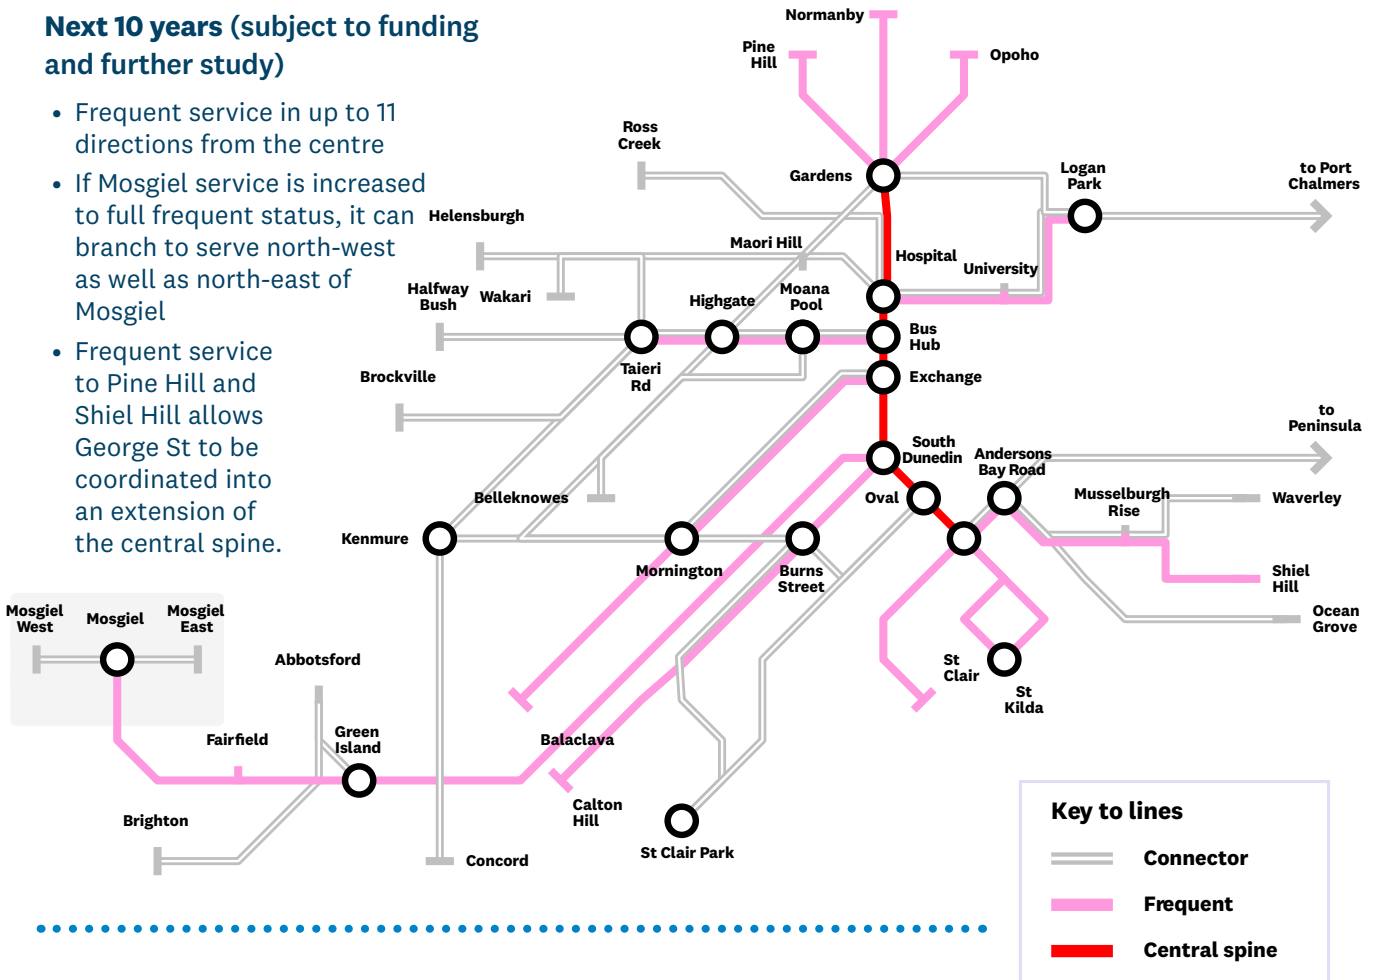 Next 10 years (subject to funding
and further study)
• Frequent service in up to 11
directions from the centre
• If Mosgiel service is increased
to full frequent status, it can
branch to serve north-west
as well as north-east of
Mosgiel
• Frequent service
to Pine Hill and
Shiel Hill allows
George St to be
coordinated into
an extension of
the central spine.
Normanby
Pine
Hill
Opoho
Ross
Creek
Gardens
Logan
Park
to Port
Chalmers
Helensburgh
Maori Hill
Hospital
University
Halfway
Bush
Wakari
Highgate
Moana
Pool
Bus
Hub
Taieri
Rd
Brockville
Exchange
to
Peninsula
South
Dunedin
Andersons
Bay Road
Belleknowes
Oval
Musselburgh
Rise
Waverley
Kenmure
Mornington
Burns
Street
Shiel
Hill
Mosgiel
West
Mosgiel
Mosgiel
East
Ocean
Grove
Abbotsford
St
Clair
St
Kilda
Fairfield
Green
Island
Balaclava
Brighton
Calton
Hill
Concord
St Clair Park
Key to lines
Connector
Frequent
Central spine